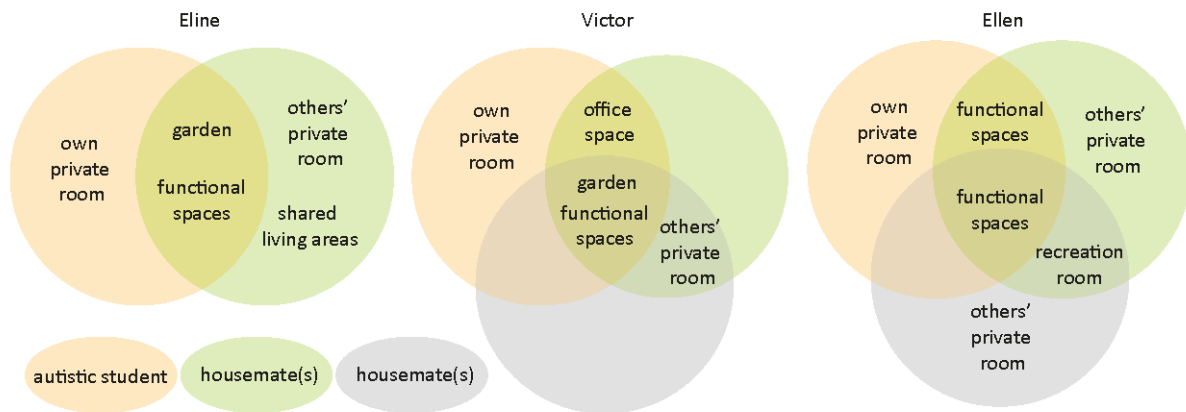 Eline
own
private
room
garden
functional
spaces
others’
private
room
shared
living areas
Victor
own
private
room
office
space
garden
functional
spaces
others’
private
room
Ellen
own
private
room
functional
spaces
others’
private
room
functional
spaces
recreation
room
others’
private
room
autistic student
housemate(s)
housemate(s)